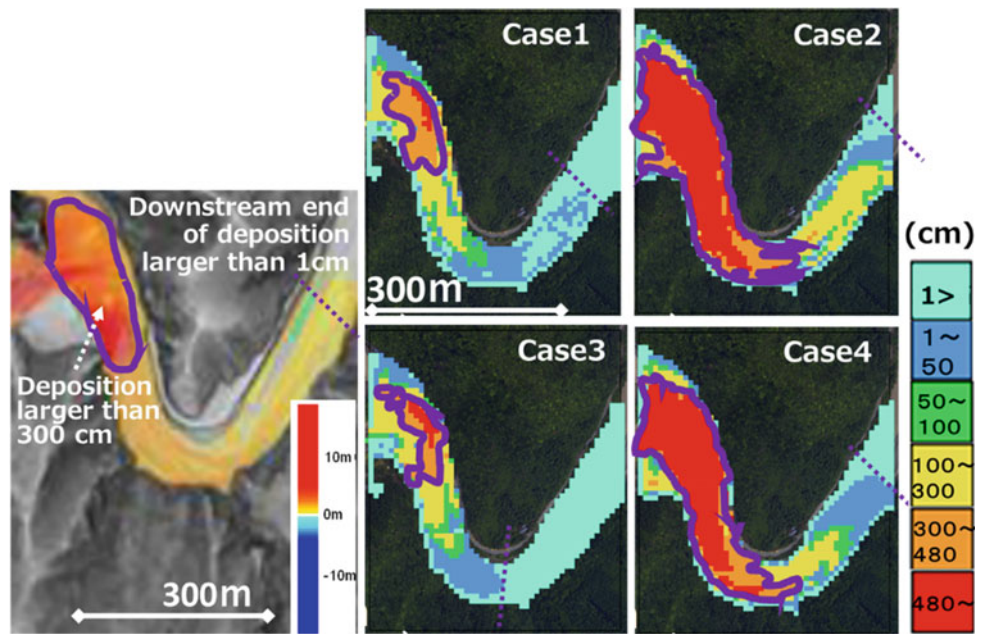 Downstream end
of deposition
larger than 1cm
Deposition
larger than
300 cm
10m
0m
-10m
300m
Case1
300m
Case2
Case3
Case4
(cm)
1>
1~
50
50~
100
100~
300
300~
480
480~